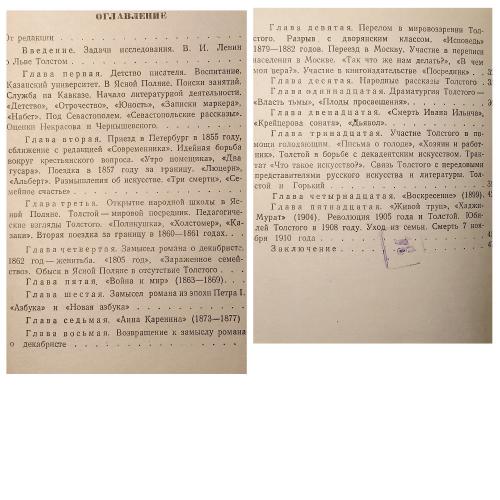 ОГЛАВЛЕНИЕ
От редакции
Введение. Задачи исследования. В. И. Ленин
о Льве Толстом
Глава первая. Детство писателя. Воспитание.
Казанский университет. В Ясной Поляне. Поиски занятий.
Служба на Кавказе. Начало литературной деятельности.
«Детство», «Отрочество», «Юность», «Записки маркера».
«Набег». Под Севастополем. «Севастопольские рассказы».
Оценки Некрасова и Чернышевского.
Глава вторая. Приезд в Петербург в 1855 году,
сближение с редакцией «Современника». Идейная борьба
вокруг крестьянского вопроса. «Утро помещика», «Два
гусара». Поездка в 1857 году за границу. «Люцерн»,
«Альберт». Размышления об искусстве. «Три смерти», «Се-
мейное счастье»
Глава третья. Открытие народной школы в Яс-
ной Поляне. Толстой — мировой посредник. Педагогиче-
ские взгляды Толстого. «Поликушка», «Холстомер», «Ка-
заки». Вторая поездка за границу в 1860—1861 годах.
Глава четвертая. Замысел романа о декабристе.
1862 год — женитьба. «1805 год», «Зараженное семей-
ство». Обыск в Ясной Поляне в отсутствие Толстого
Глава пятая. «Война и мир» (1863—1869).
Глава шестая. Замысел романа из эпохи Петра I.
«Азбука» и «Новая азбука»
Глава седьмая. «Анна Каренина» (1873—1877)
Глава восьмая. Возвращение к замыслу романа
о декабристе
Глава девятая. Перелом в мировоззрении Тол-
стого. Разрыв с дворянским классом. «Исповедь»
1879—1882 годов. Переезд в Москву. Участие в переписи
населения в Москве. «Так что же нам делать?», «В чем
моя вера?». Участие в книгоиздательстве «Посредник»
Глава десятая. Народные рассказы Толстого
Глава одиннадцатая. Драматургия Толстого —
«Власть тьмы», «Плоды просвещения».
Глава двенадцатая. «Смерть Ивана Ильича»,
«Крейцерова соната», «Дьявол».
Глава тринадцатая. Участие Толстого в по-
мощи голодающим. «Письма о голоде», «Хозяин и работ-
ник». Толстой в борьбе с декадентским искусством. Трак-
тат «Что такое искусство?». Связь Толстого с передовыми
представителями русского искусства и литературы. Тол-
стой и Горький
Глава четырнадцатая. «Воскресение» (1899).
Глава пятнадцатая. «Живой труп», «Хаджи-
Мурат» (1904). Революция 1905 года и Толстой. Юби-
лей Толстого в 1908 году. Уход из семьи. Смерть 7 ноя-
бря 1910 года
Заключение